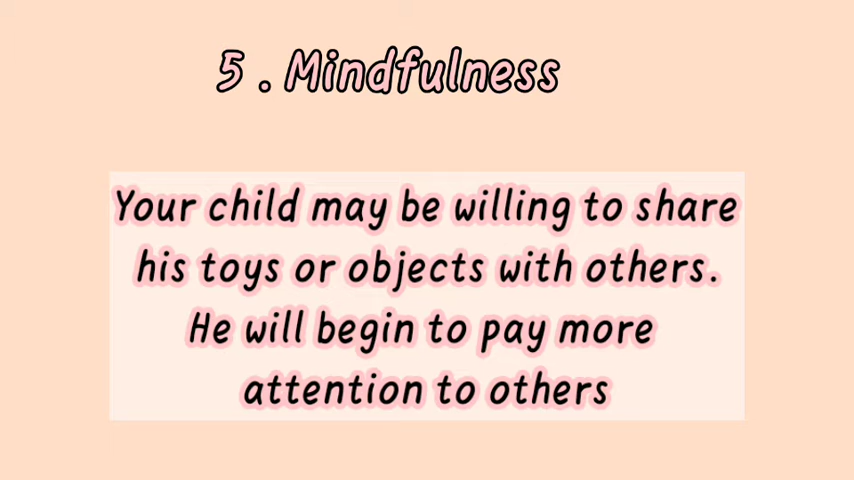 5 . Mindfulness
Your child may be willing to share
his toys or objects with others.
He will begin to pay more
attention to others